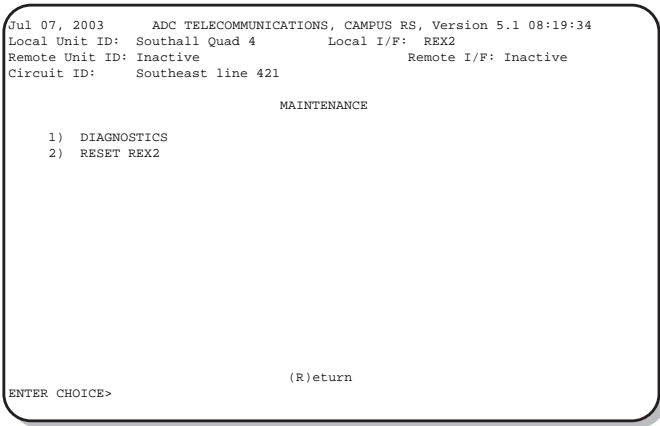 Jul 07, 2003 ADC TELECOMMUNICATIONS, CAMPUS RS, Version 5.1 08:19:34
Local Unit ID: Southall Quad 4 Local I/F: REX2
Remote Unit ID: Inactive Remote I/F: Inactive
Circuit ID: Southeast line 421
MAINTENANCE
1) DIAGNOSTICS
2) RESET REX2
(R)eturn
ENTER CHOICE>